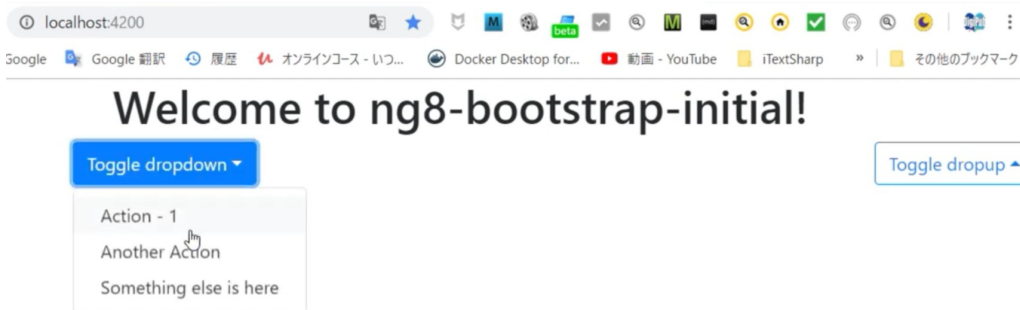 localhost:4200
beta
Google Google 翻訳 履歴 オンラインコース - いつ... Docker Desktop for... 動画 - YouTube iTextSharp » その他のブックマーク
Welcome to ng8-bootstrap-initial!
Toggle dropdown Toggle dropup
Action - 1
Another Action
Something else is here